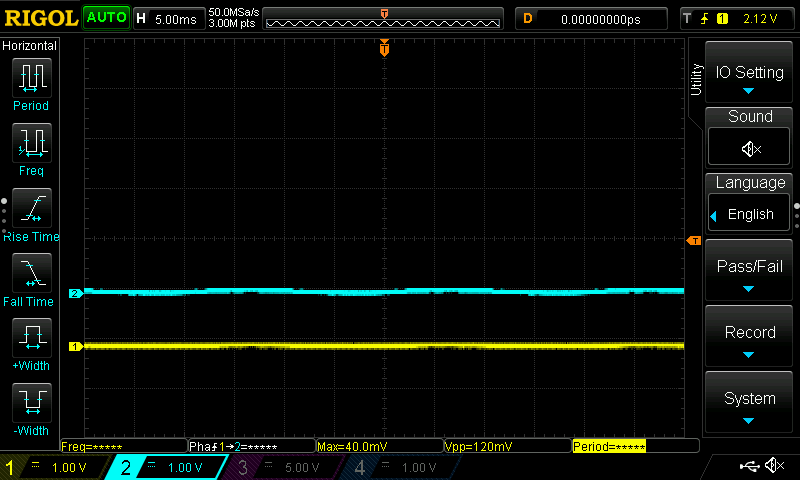 RIGOL AUTO H 5.00ms 50.0MSa/s D 0.00000000ps T 1 2.12 V
3.00M pts
T
Horizontal
Period
Freq
Rise Time
Fall Time
+Width
-Width
T
2
1
Utility
IO Setting
Sound
Language
English
Pass/Fail
Record
System
Freq=***** Pha1→2=***** Max=40.0mV Vpp=120mV Period=*****
1 1.00 V 2 1.00 V 3 5.00 V 4 1.00 V